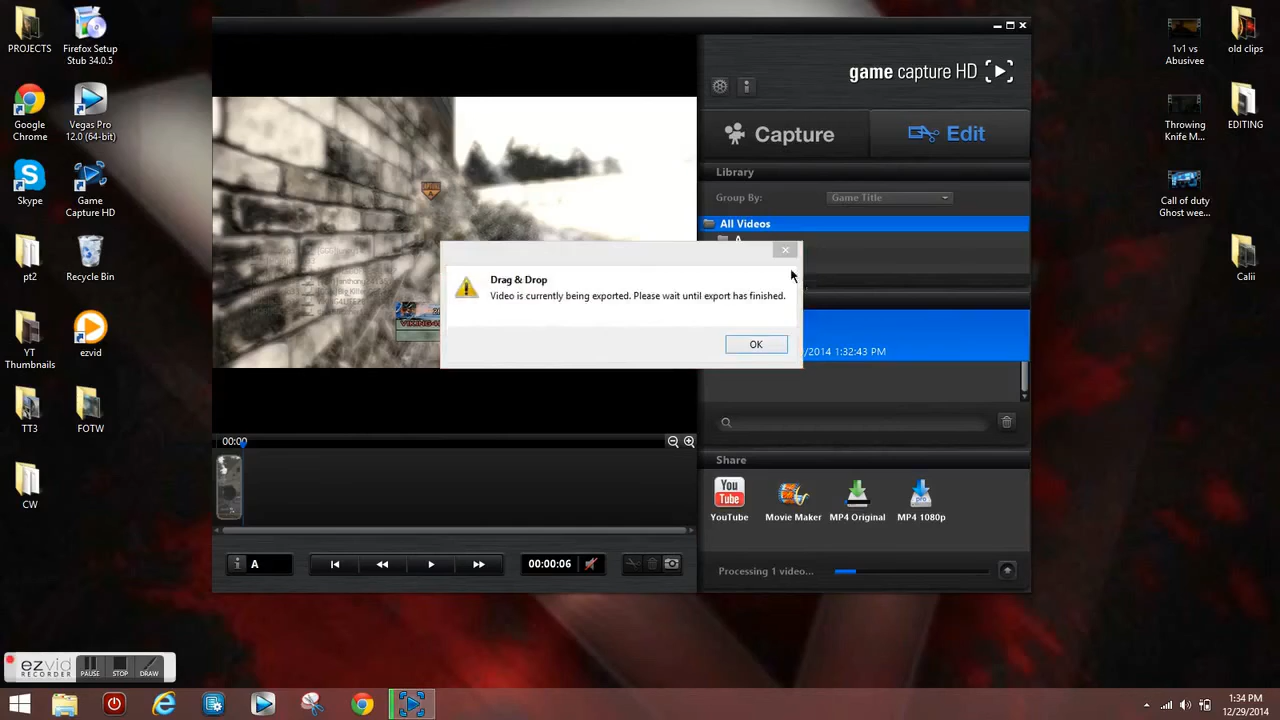 PROJECTS
Firefox Setup
Stub 34.0.5
Google
Chrome
Vegas Pro
12.0 (64-bit)
Skype
Game
Capture HD
pt2
Recycle Bin
YT
Thumbnails
ezvid
TT3
FOTW
CW
game capture HD
Capture
Edit
Library
Group By:
Game Title
All Videos
A
Drag & Drop
Video is currently being exported. Please wait until export has finished.
OK
/2014 1:32:43 PM
Share
You
Tube
pro
YouTube
Movie Maker
MP4 Original
MP4 1080p
00:00
A
00:00:06
Processing 1 video...
1v1 vs
Abusivee
old clips
Throwing
Knife M...
EDITING
Call of duty
Ghost wee...
Calii
ezvid
RECORDER
PAUSE
STOP
DRAW
1:34 PM
12/29/2014